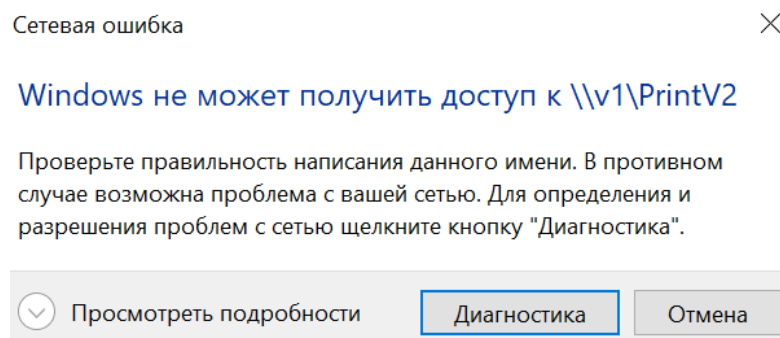 Сетевая ошибка
Windows не может получить доступ к \\v1\PrintV2
Проверьте правильность написания данного имени. В противном
случае возможна проблема с вашей сетью. Для определения и
разрешения проблем с сетью щелкните кнопку "Диагностика".
Просмотреть подробности
Диагностика
Отмена